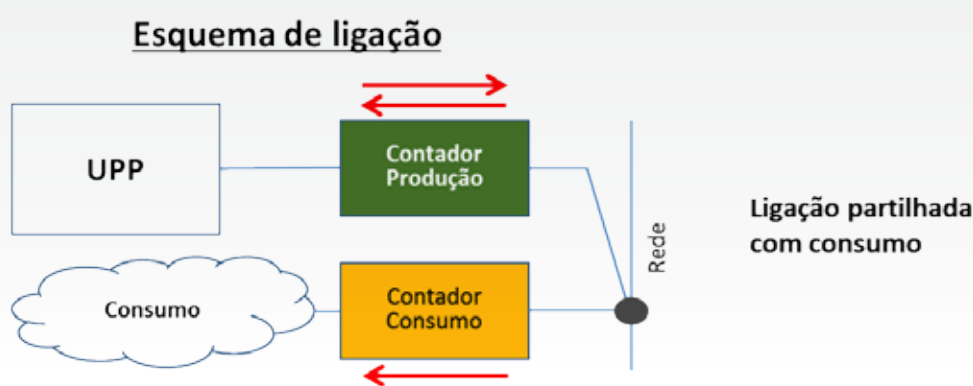 Esquema de ligação
UPP
Contador
Produção
Consumo
Contador
Consumo
Rede
Ligação partilhada
com consumo